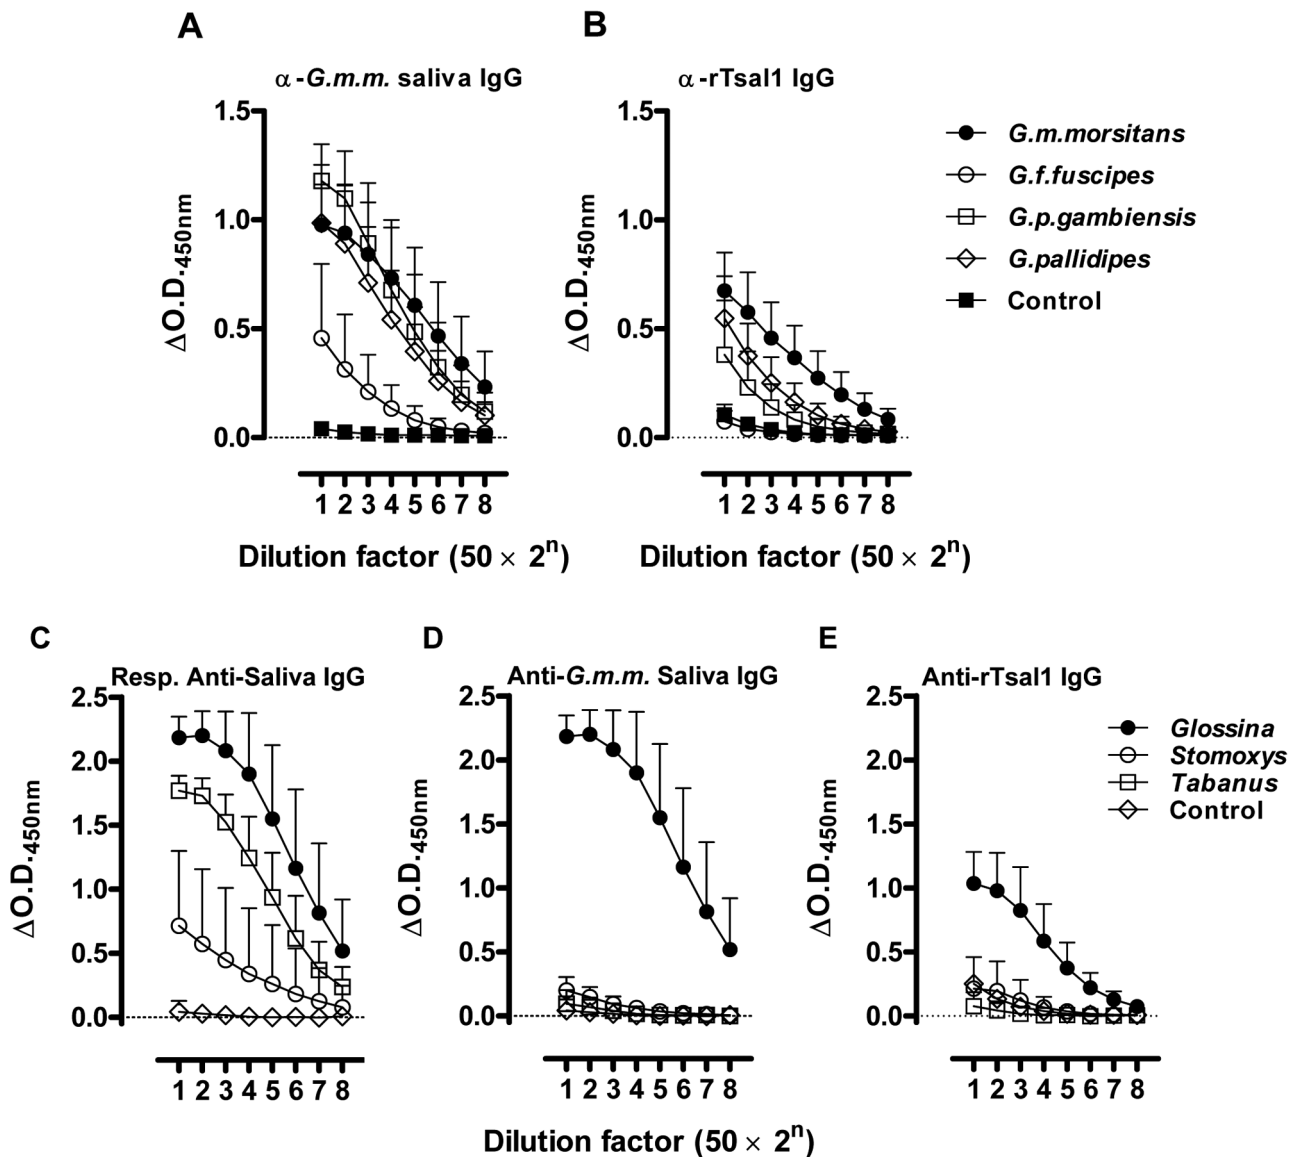 A
B
α-G.m.m. saliva IgG
α-rTsal1 IgG
1.5
1.0
0.5
0.0
ΔO.D.450nm
1 2 3 4 5 6 7 8
Dilution factor (50 × 2ⁿ)
1.5
1.0
0.5
0.0
ΔO.D.450nm
1 2 3 4 5 6 7 8
Dilution factor (50 × 2ⁿ)
G.m.morsitans
G.f.fuscipes
G.p.gambiensis
G.pallidipes
Control
C
D
E
Resp. Anti-Saliva IgG
Anti-G.m.m. Saliva IgG
Anti-rTsal1 IgG
2.5
2.0
1.5
1.0
0.5
0.0
ΔO.D.450nm
1 2 3 4 5 6 7 8
2.5
2.0
1.5
1.0
0.5
0.0
ΔO.D.450nm
1 2 3 4 5 6 7 8
2.5
2.0
1.5
1.0
0.5
0.0
ΔO.D.450nm
1 2 3 4 5 6 7 8
Glossina
Stomoxys
Tabanus
Control
Dilution factor (50 × 2ⁿ)